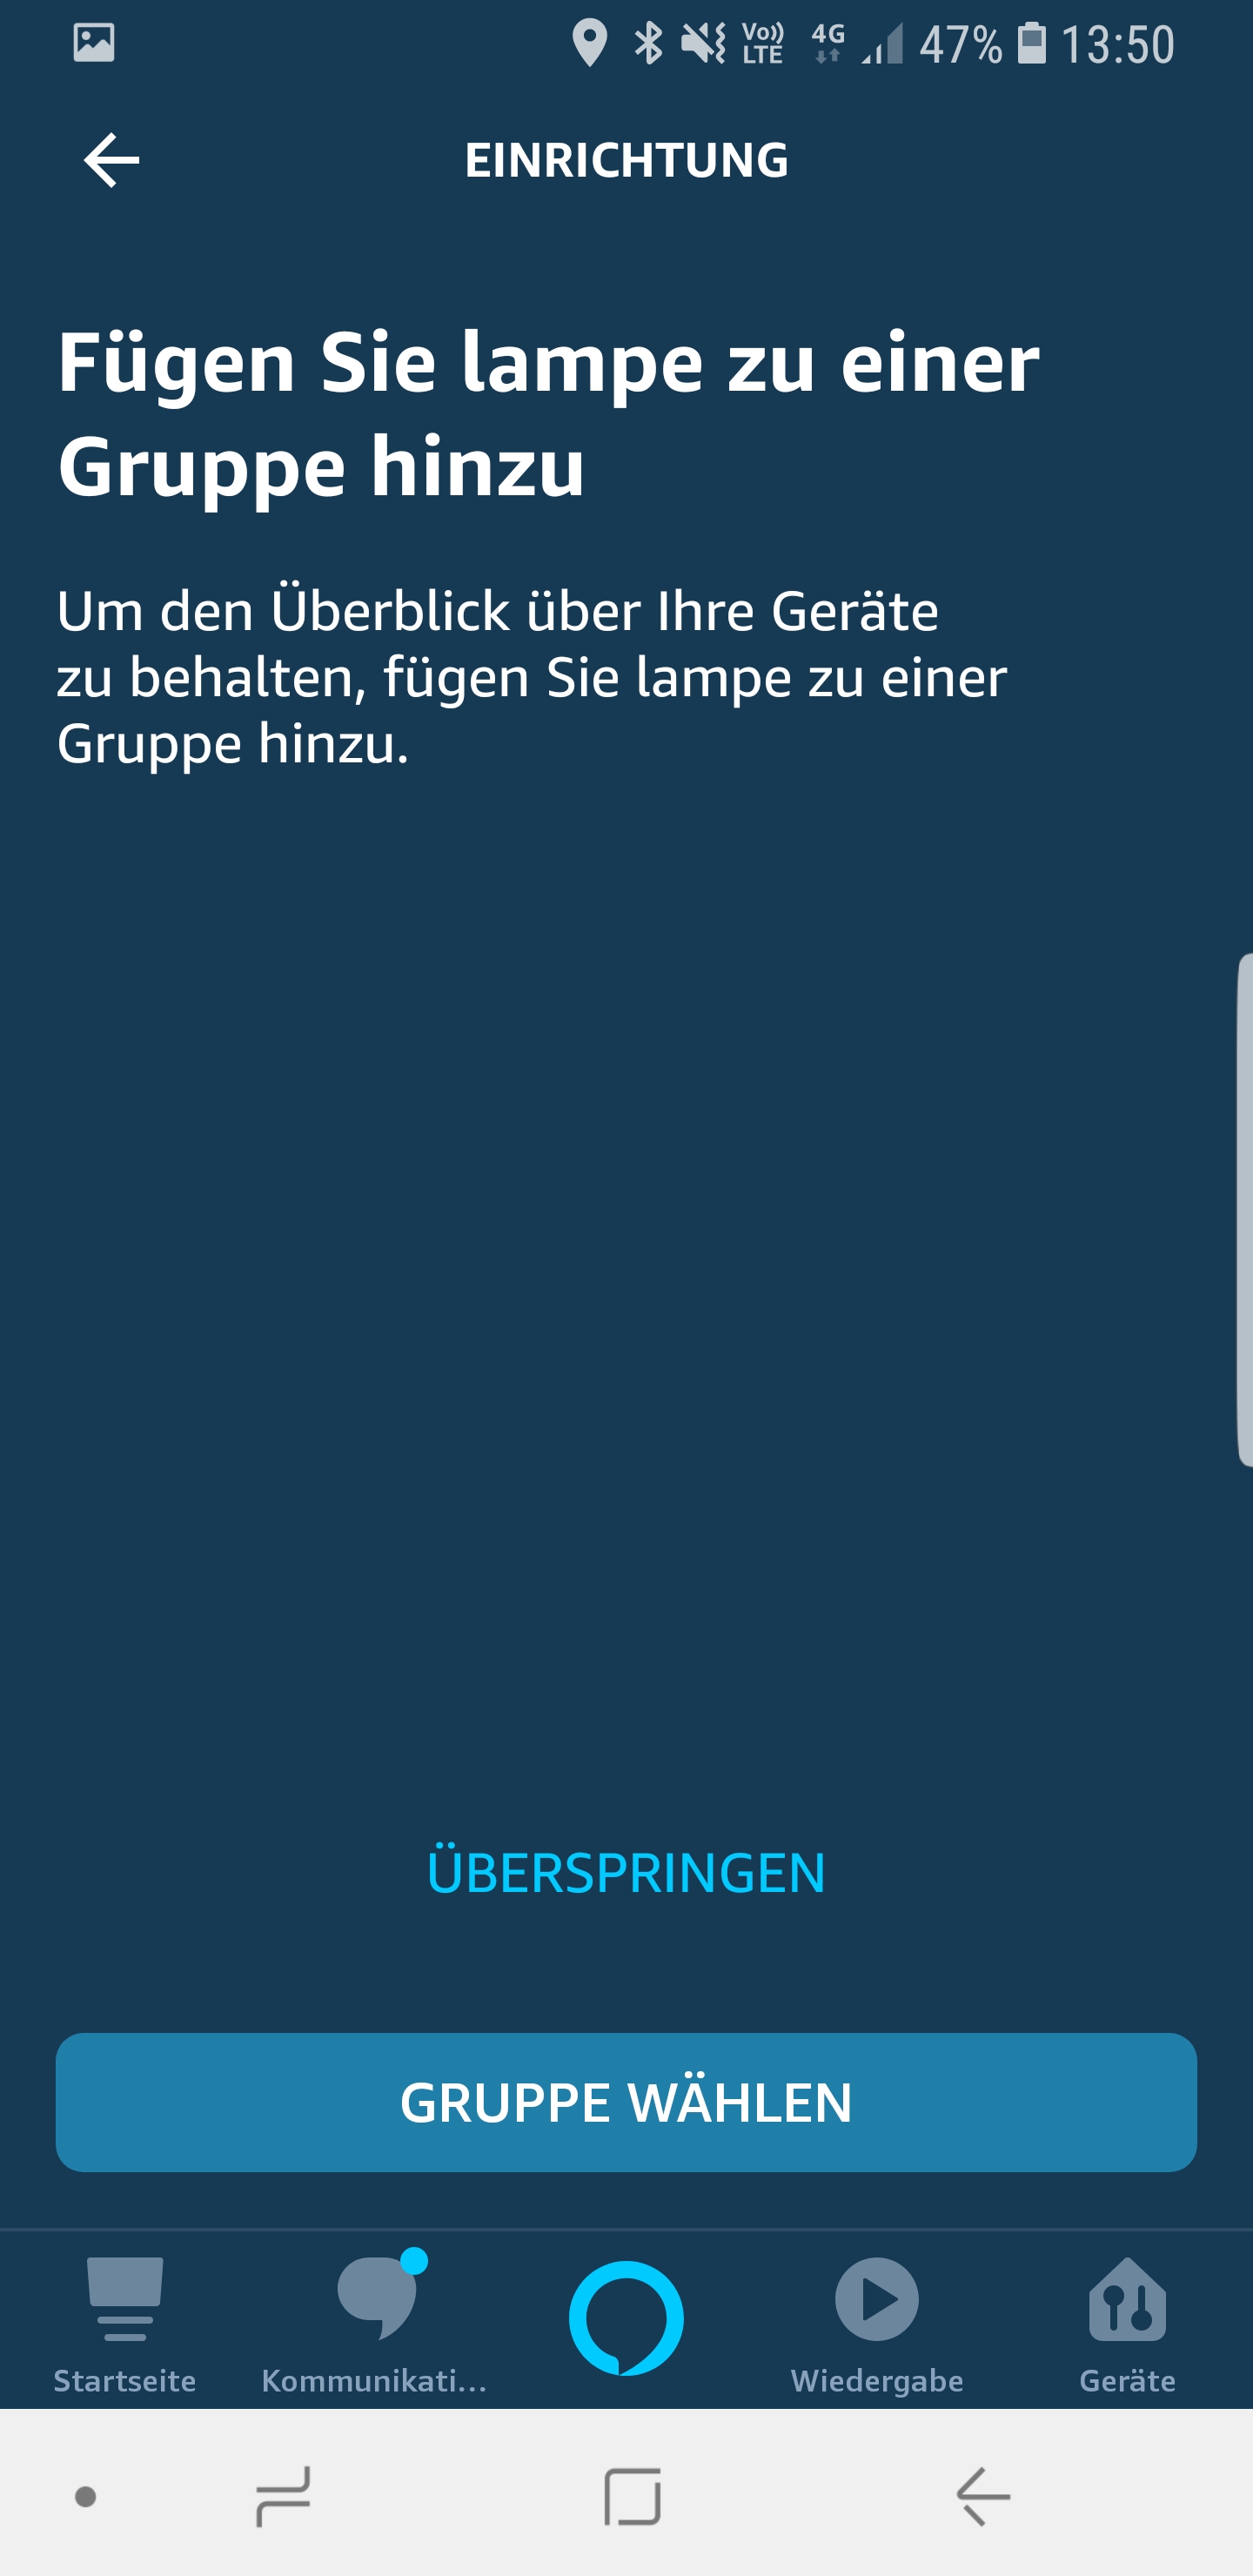 Vo)) LTE 4G 47% 13:50
EINRICHTUNG
Fügen Sie lampe zu einer
Gruppe hinzu
Um den Überblick über Ihre Geräte
zu behalten, fügen Sie lampe zu einer
Gruppe hinzu.
ÜBERSPRINGEN
GRUPPE WÄHLEN
Startseite Kommunikati... Wiedergabe Geräte